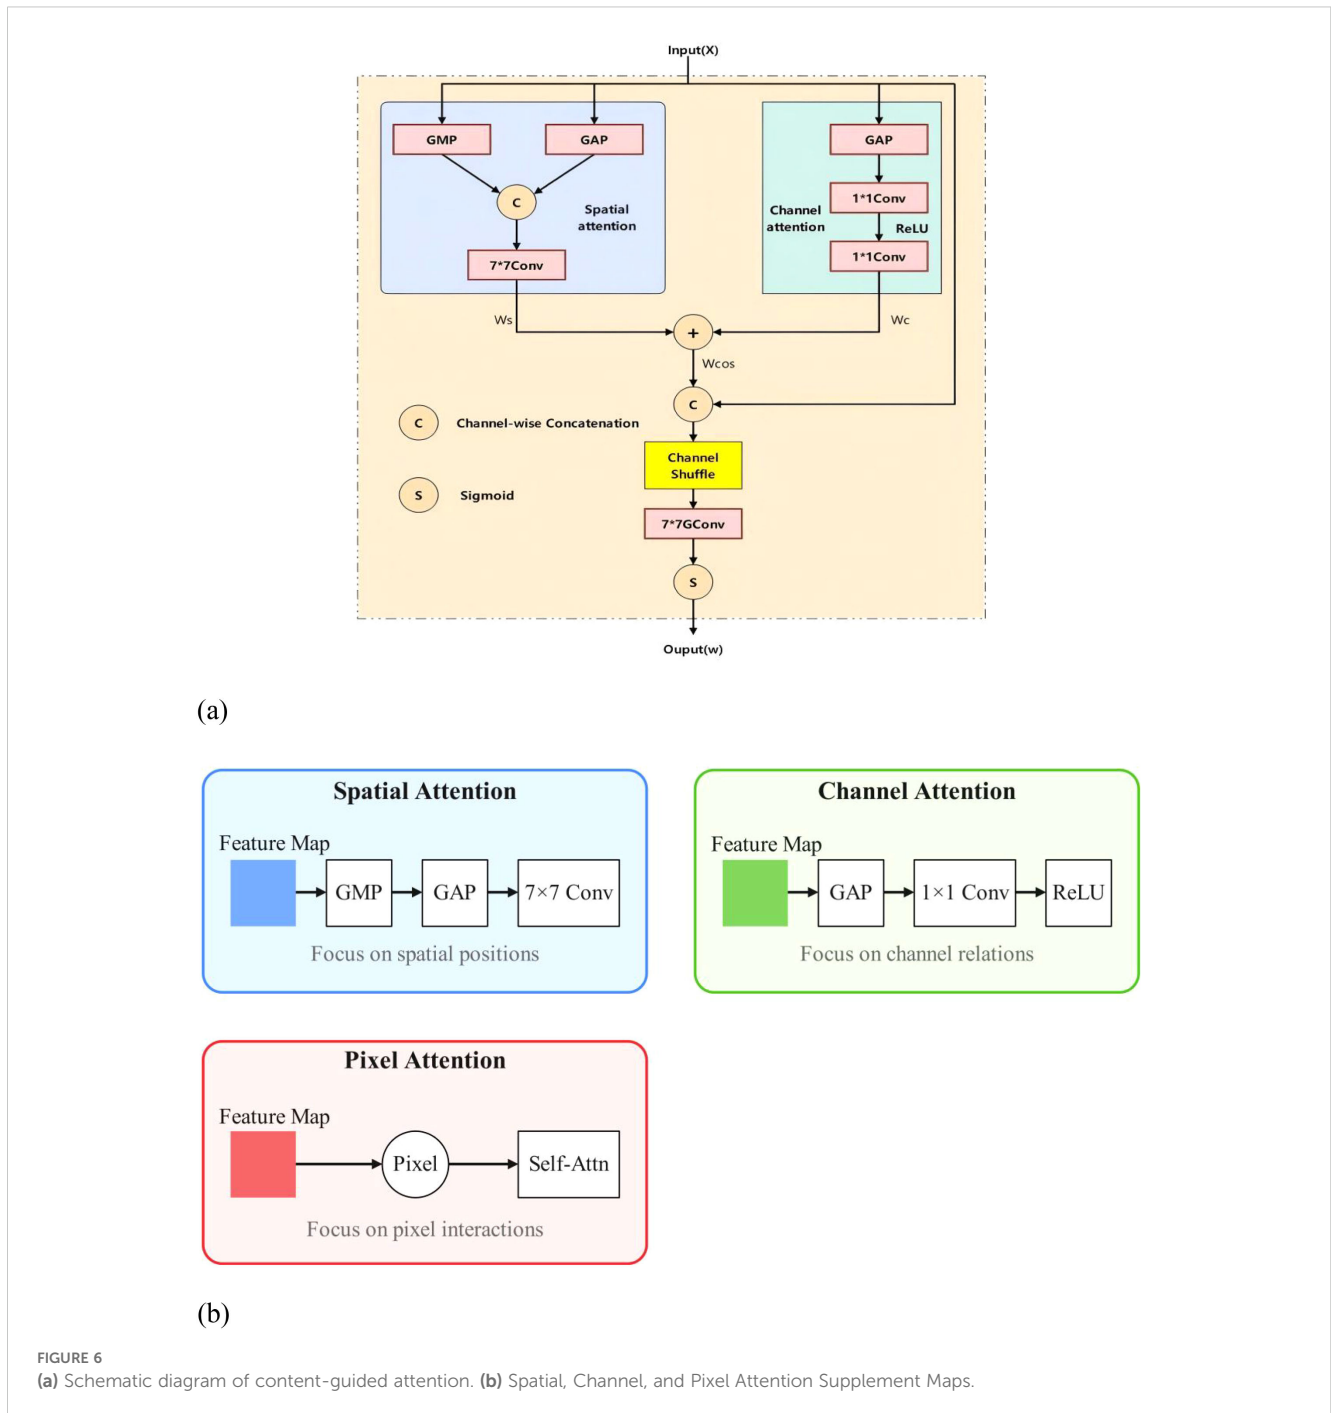 Input(X)
GMP
GAP
GAP
C
Spatial
attention
7*7Conv
Channel
attention
1*1Conv
ReLU
1*1Conv
Ws
+
Wc
Wcos
C
C
Channel-wise Concatenation
Channel
Shuffle
S
Sigmoid
7*7GConv
S
Ouput(w)
(a)
Spatial Attention
Feature Map
GMP
GAP
7×7 Conv
Focus on spatial positions
Channel Attention
Feature Map
GAP
1×1 Conv
ReLU
Focus on channel relations
Pixel Attention
Feature Map
Pixel
Self-Attn
Focus on pixel interactions
(b)
FIGURE 6
(a) Schematic diagram of content-guided attention. (b) Spatial, Channel, and Pixel Attention Supplement Maps.